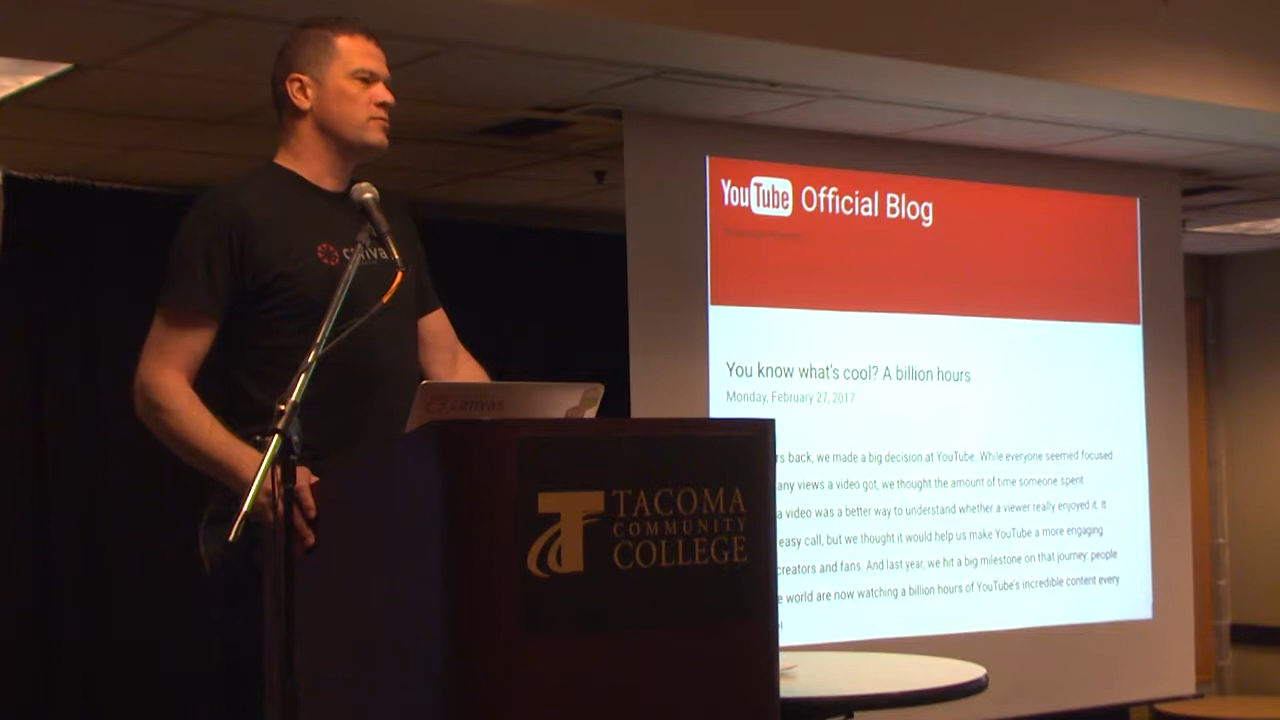 YouTube Official Blog
You know what's cool? A billion hours
Monday, February 27, 2017
rs back, we made a big decision at YouTube. While everyone seemed focused
any views a video got, we thought the amount of time someone spent
a video was a better way to understand whether a viewer really enjoyed it. It
easy call, but we thought it would help us make YouTube a more engaging
creators and fans. And last year, we hit a big milestone on that journey: people
e world are now watching a billion hours of YouTube's incredible content every
canvas
TACOMA
COMMUNITY
COLLEGE